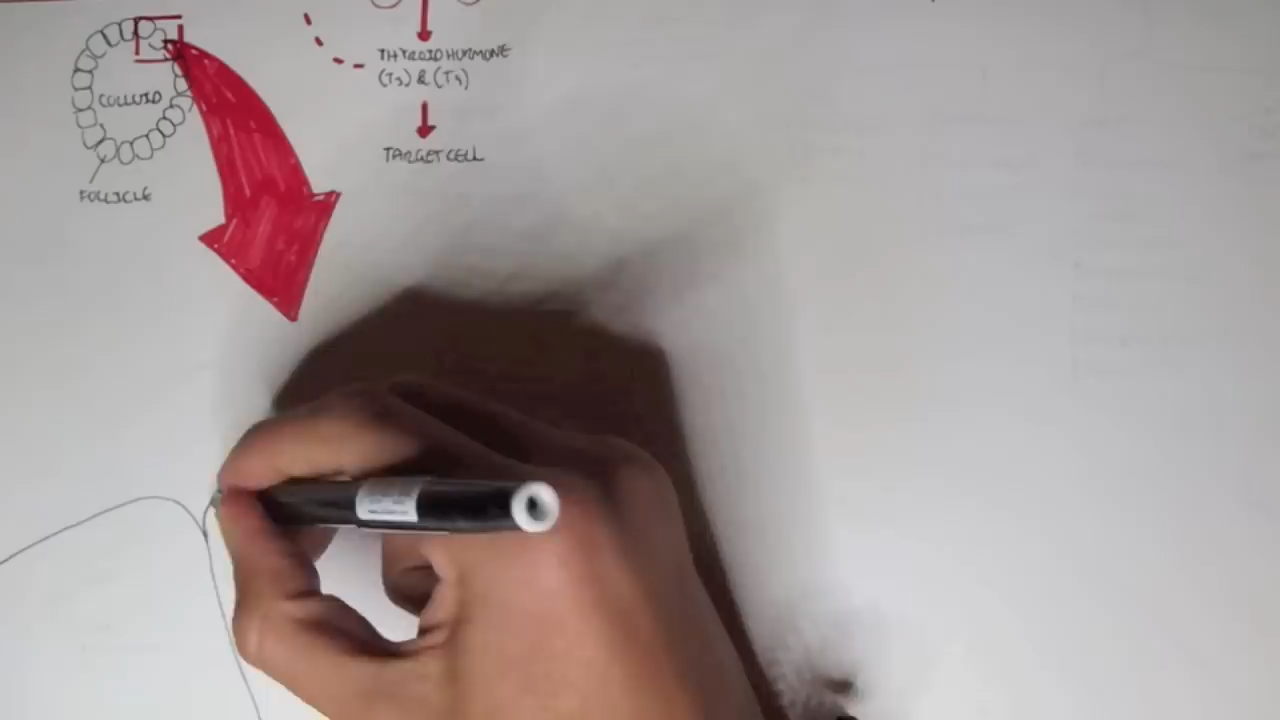 THYROID HORMONE
(T3) & (T4)
COLLOID
TARGET CELL
FOLLICLE